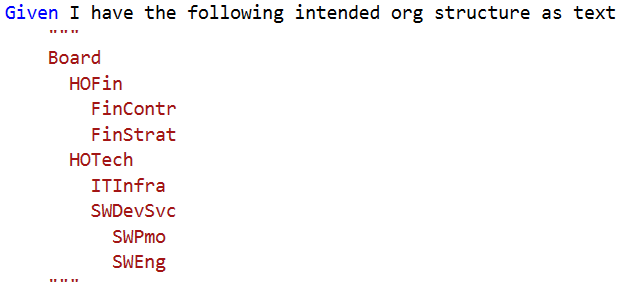 Given I have the following intended org structure as text
    """
    Board
      HOFin
        FinContr
        FinStrat
      HOTech
        ITInfra
        SWDevSvc
          SWPmo
          SWEng
    """